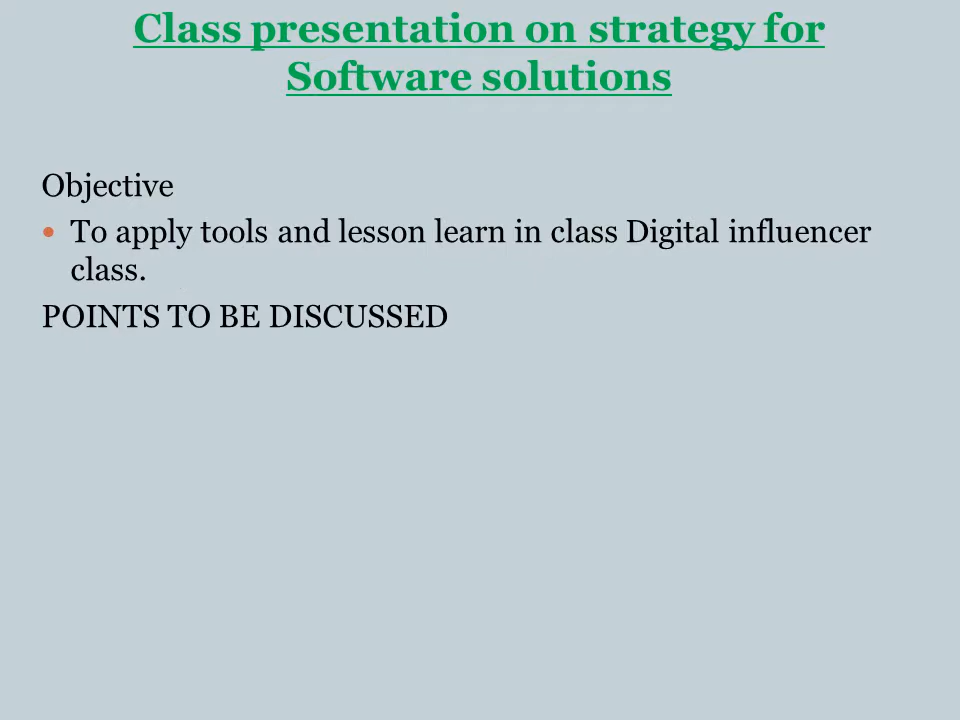 Class presentation on strategy for
Software solutions
Objective
• To apply tools and lesson learn in class Digital influencer
class.
POINTS TO BE DISCUSSED